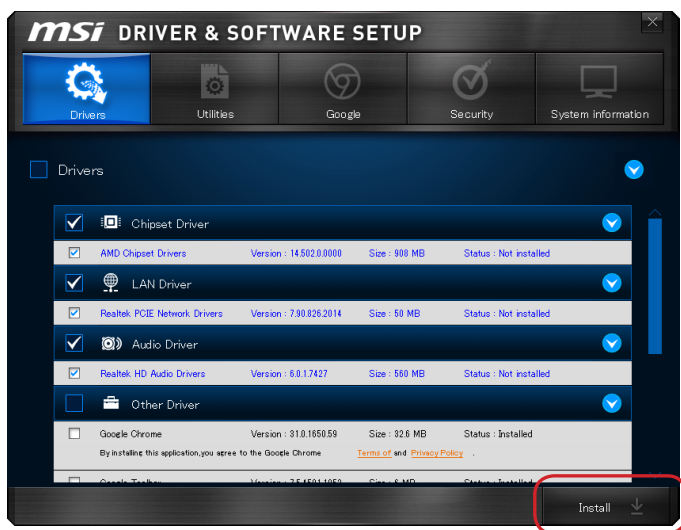 msi DRIVER & SOFTWARE SETUP
Drivers Utilities Google Security System information
Drivers
Chipset Driver
AMD Chipset Drivers Version : 14.502.0.0000 Size : 908 MB Status : Not installed
LAN Driver
Realtek PCIE Network Drivers Version : 7.90.826.2014 Size : 50 MB Status : Not installed
Audio Driver
Realtek HD Audio Drivers Version : 6.0.1.7427 Size : 560 MB Status : Not installed
Other Driver
Google Chrome Version : 31.0.1650.59 Size : 32.6 MB Status : Installed
By installing this application,you agree to the Google Chrome Terms of and Privacy Policy .
Google Toolbar
Install